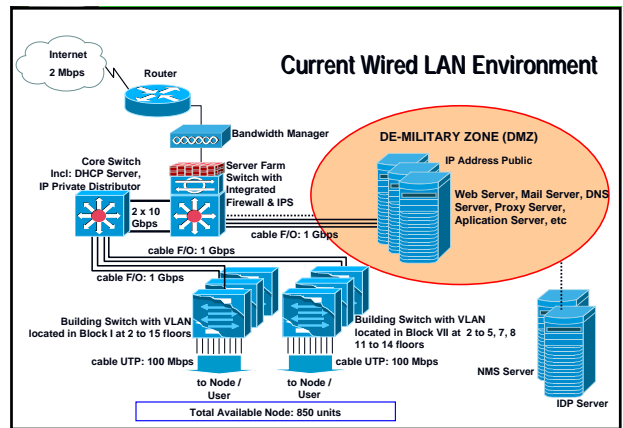 Current Wired LAN Environment
Internet
2 Mbps
Router
Bandwidth Manager
Core Switch
Incl: DHCP Server,
IP Private Distributor
Server Farm
Switch with
Integrated
Firewall & IPS
2 x 10
Gbps
DE-MILITARY ZONE (DMZ)
IP Address Public
Web Server, Mail Server, DNS
Server, Proxy Server,
Aplication Server, etc
cable F/O: 1 Gbps
cable F/O: 1 Gbps
cable F/O: 1 Gbps
Building Switch with VLAN
located in Block I at 2 to 15 floors
Building Switch with VLAN
located in Block VII at 2 to 5, 7, 8
11 to 14 floors
cable UTP: 100 Mbps
cable UTP: 100 Mbps
to Node /
User
to Node /
User
NMS Server
IDP Server
Total Available Node: 850 units